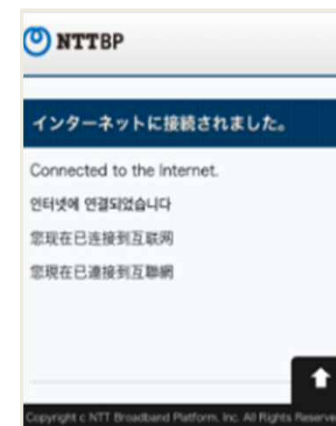 NTTBP
インターネットに接続されました。
Connected to the Internet.
인터넷에 연결되었습니다
您现在已连接到互联网
您現在已連接到互聯網
Copyright c NTT Broadband Platform, Inc. All Rights Reserve